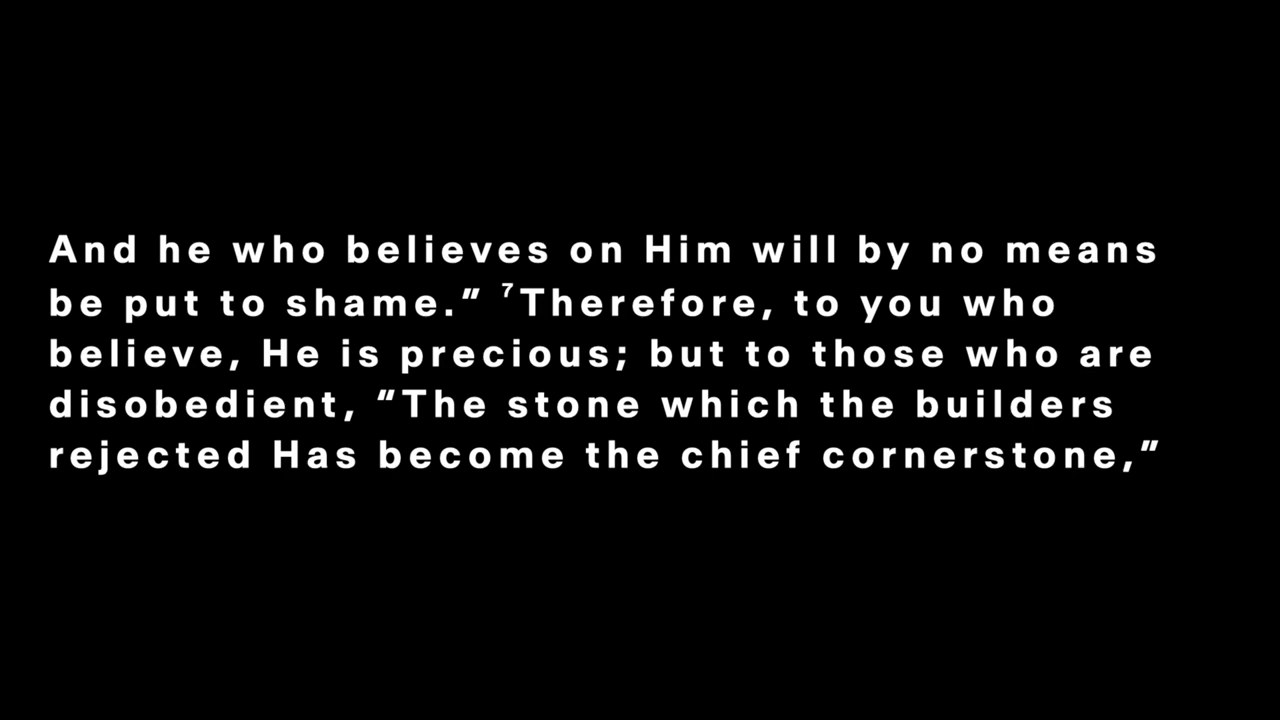 And he who believes on Him will by no means
be put to shame.” ⁷Therefore, to you who
believe, He is precious; but to those who are
disobedient, “The stone which the builders
rejected Has become the chief cornerstone,”